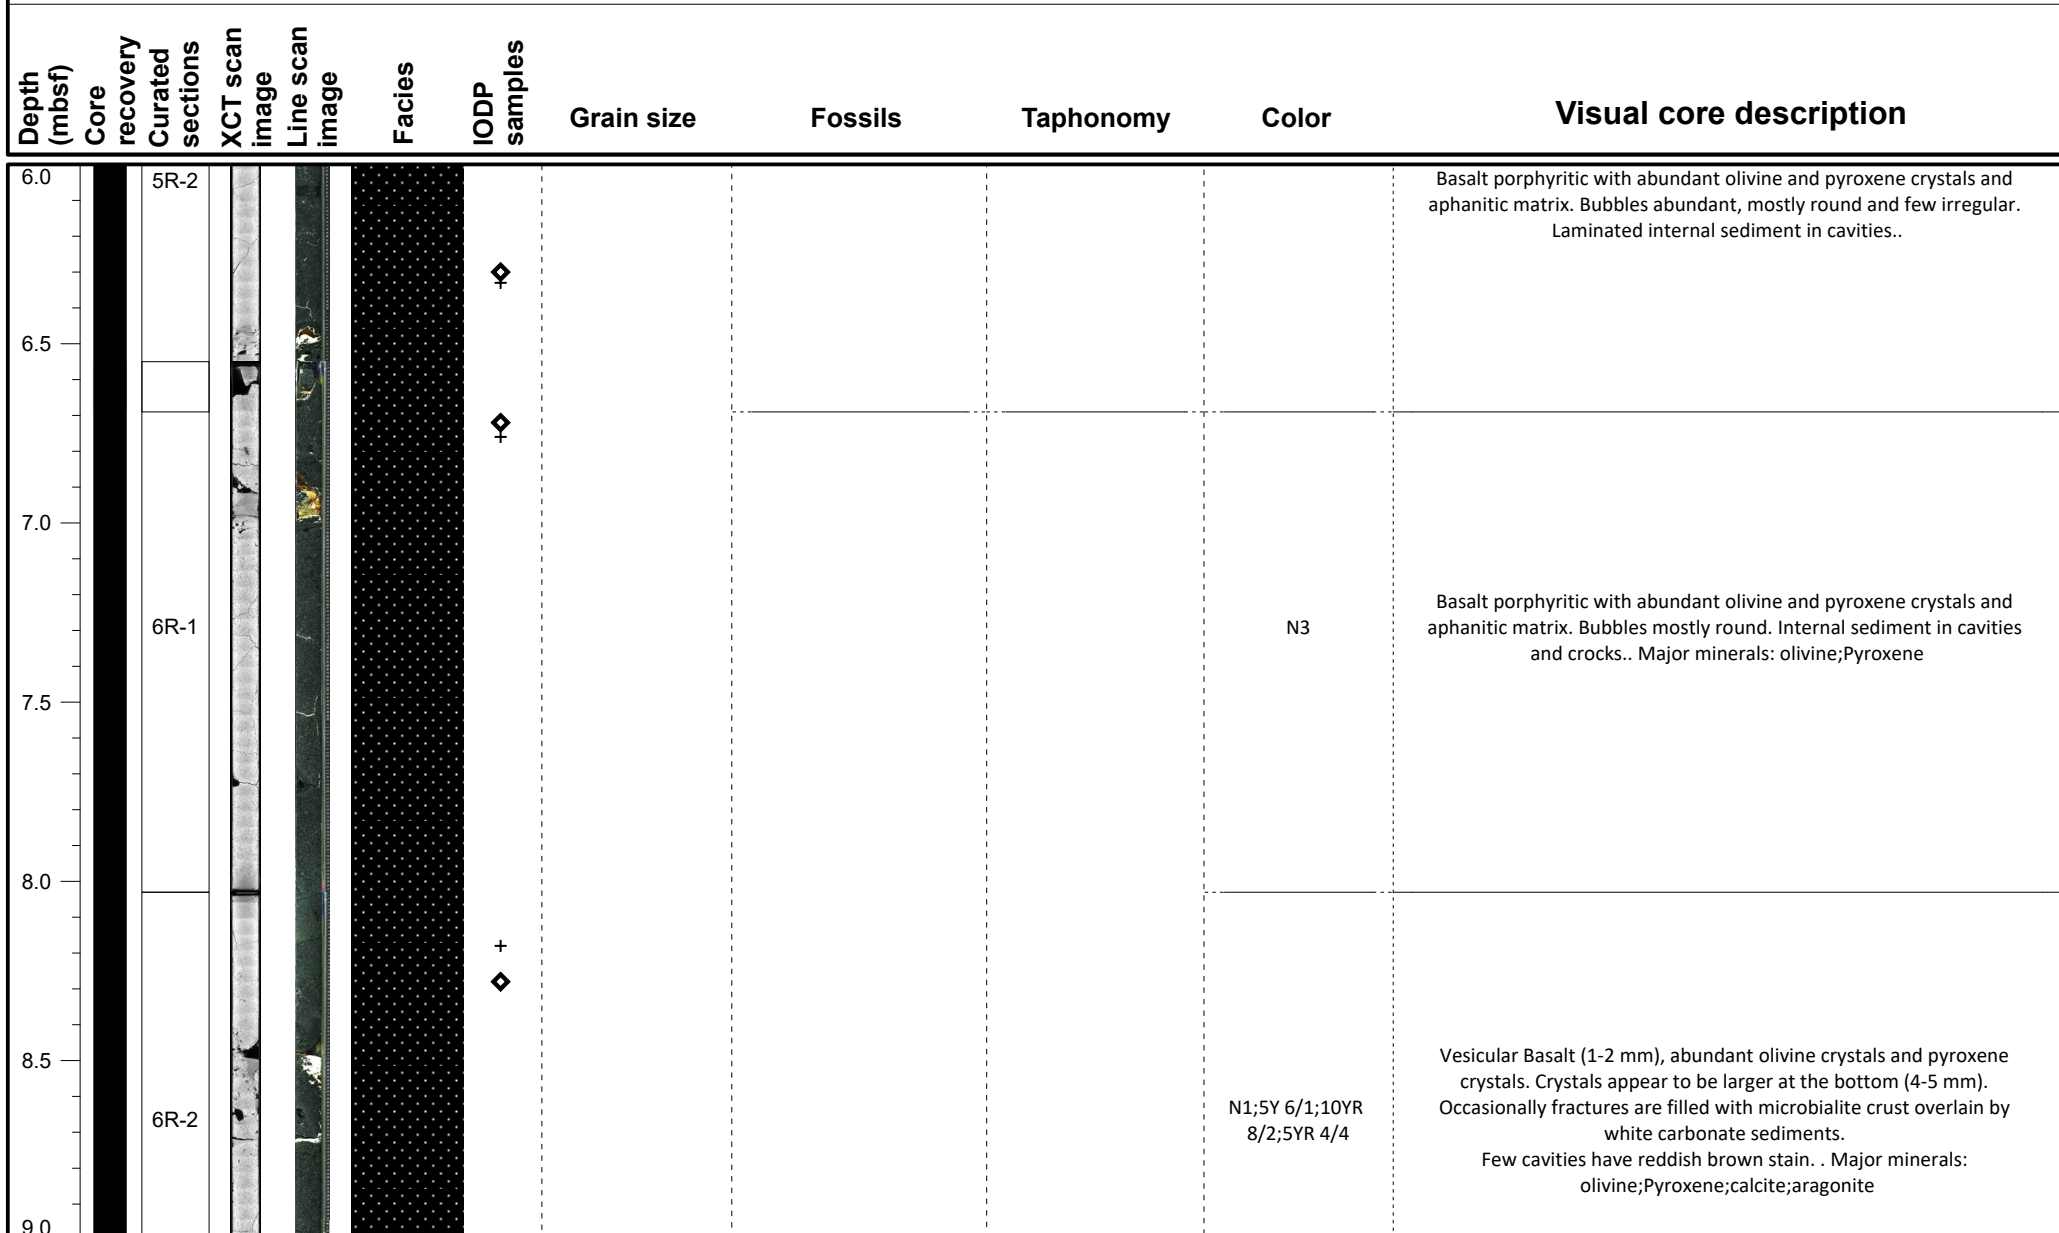 Depth (mbsf)
Core recovery
Curated sections
XCT scan image
Line scan image
Facies
IODP samples
Grain size
Fossils
Taphonomy
Color
Visual core description
6.0
5R-2
Basalt porphyritic with abundant olivine and pyroxene crystals and
aphanitic matrix. Bubbles abundant, mostly round and few irregular.
Laminated internal sediment in cavities..
6.5
7.0
6R-1
N3
Basalt porphyritic with abundant olivine and pyroxene crystals and
aphanitic matrix. Bubbles mostly round. Internal sediment in cavities
and crocks.. Major minerals: olivine;Pyroxene
7.5
8.0
8.5
6R-2
N1;5Y 6/1;10YR
8/2;5YR 4/4
Vesicular Basalt (1-2 mm), abundant olivine crystals and pyroxene
crystals. Crystals appear to be larger at the bottom (4-5 mm).
Occasionally fractures are filled with microbialite crust overlain by
white carbonate sediments.
Few cavities have reddish brown stain. . Major minerals:
olivine;Pyroxene;calcite;aragonite
9.0